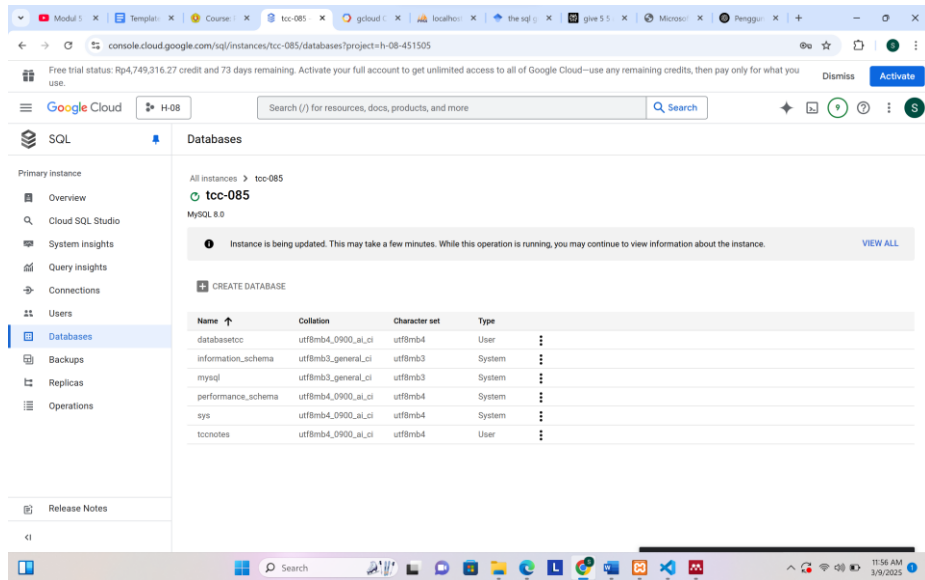 Modul 5
Template
Course:
tcc-085
gcloud C
localhos
the sql g
give 5 S
Microso
Penggu
console.cloud.google.com/sql/instances/tcc-085/databases?project=h-08-451505
S
Free trial status: Rp4,749,316.27 credit and 73 days remaining. Activate your full account to get unlimited access to all of Google Cloud—use any remaining credits, then pay only for what you
use.
Dismiss
Activate
Google Cloud
H-08
Search (/) for resources, docs, products, and more
Search
9
S
SQL
Databases
Primary instance
Overview
Cloud SQL Studio
System insights
Query insights
Connections
Users
Databases
Backups
Replicas
Operations
Release Notes
All instances > tcc-085
tcc-085
MySQL 8.0
Instance is being updated. This may take a few minutes. While this operation is running, you may continue to view information about the instance.
VIEW ALL
CREATE DATABASE
Name Collation Character set Type
databasetcc utf8mb4_0900_ai_ci utf8mb4 User
information_schema utf8mb3_general_ci utf8mb3 System
mysql utf8mb3_general_ci utf8mb3 System
performance_schema utf8mb4_0900_ai_ci utf8mb4 System
sys utf8mb4_0900_ai_ci utf8mb4 System
tccnotes utf8mb4_0900_ai_ci utf8mb4 User
Search
L
11:56 AM
3/9/2025